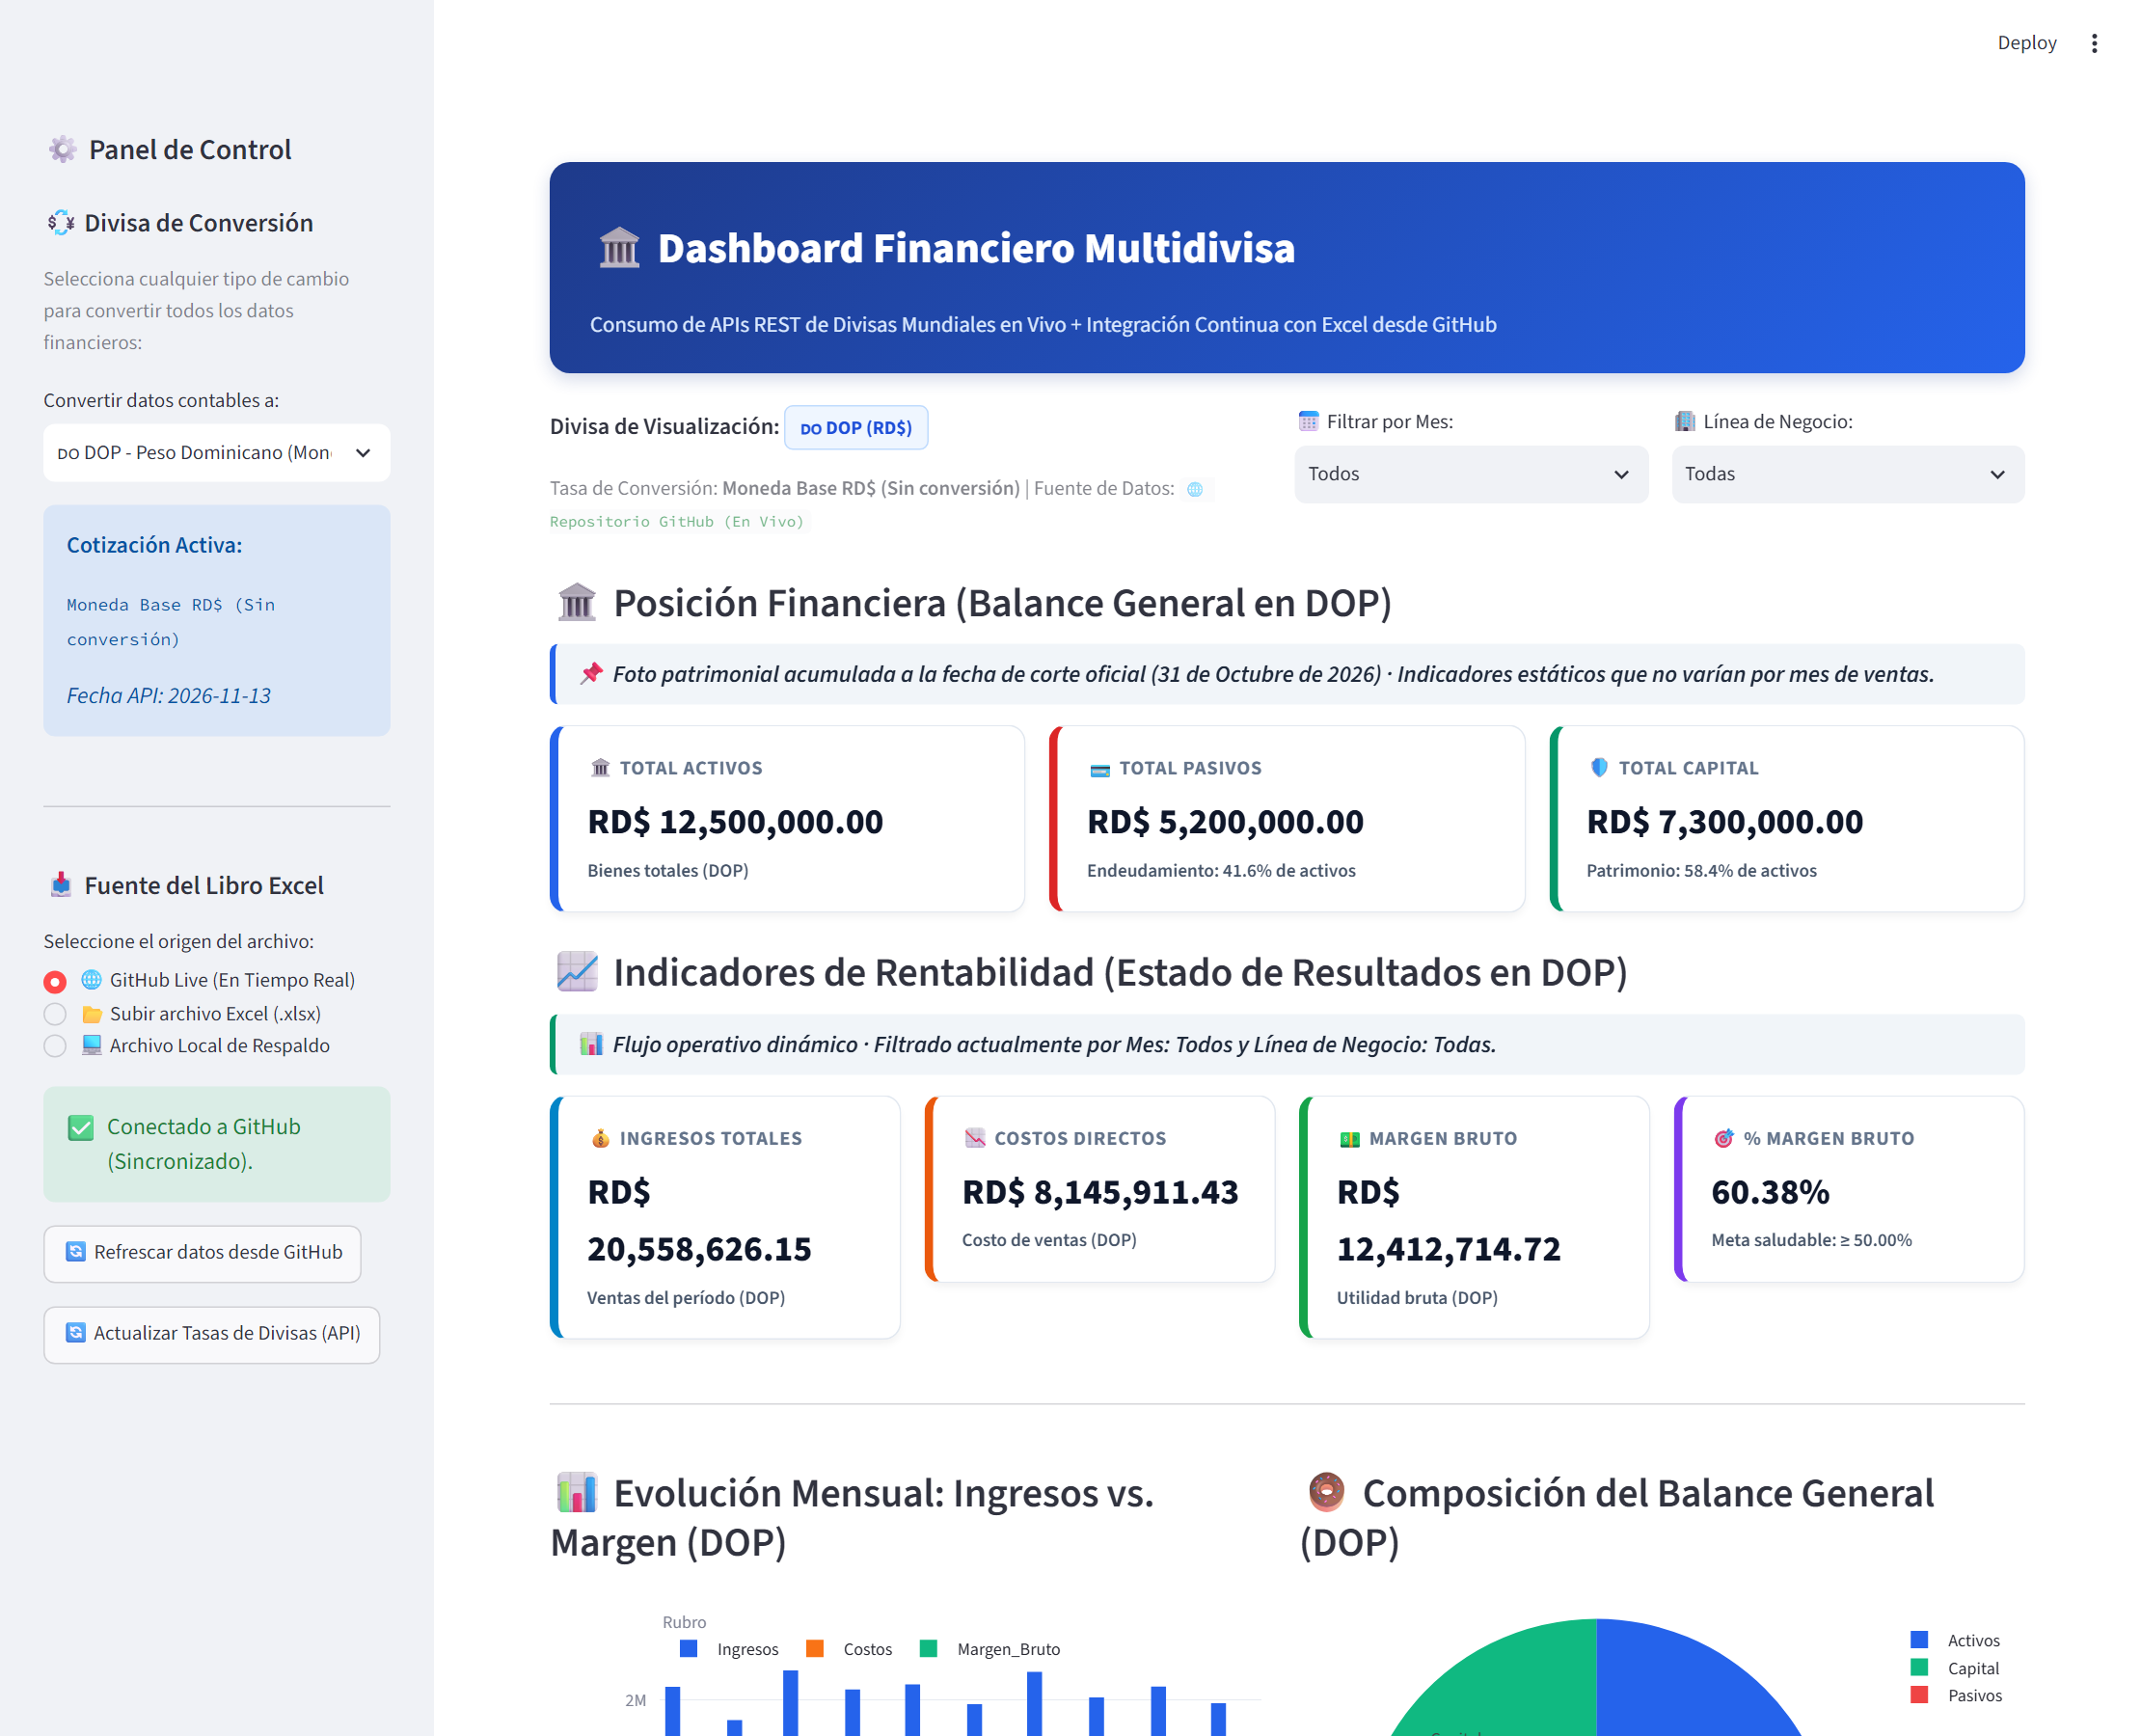 Deploy
Panel de Control
Divisa de Conversión
Selecciona cualquier tipo de cambio
para convertir todos los datos
financieros:
Convertir datos contables a:
DO DOP - Peso Dominicano (Mon
Cotización Activa:
Moneda Base RD$ (Sin
conversión)
Fecha API: 2026-11-13
Fuente del Libro Excel
Seleccione el origen del archivo:
GitHub Live (En Tiempo Real)
Subir archivo Excel (.xlsx)
Archivo Local de Respaldo
Conectado a GitHub
(Sincronizado).
Refrescar datos desde GitHub
Actualizar Tasas de Divisas (API)
Dashboard Financiero Multidivisa
Consumo de APIs REST de Divisas Mundiales en Vivo + Integración Continua con Excel desde GitHub
Divisa de Visualización: DO DOP (RD$)
Tasa de Conversión: Moneda Base RD$ (Sin conversión) | Fuente de Datos:
Repositorio GitHub (En Vivo)
Filtrar por Mes:
Todos
Línea de Negocio:
Todas
Posición Financiera (Balance General en DOP)
Foto patrimonial acumulada a la fecha de corte oficial (31 de Octubre de 2026) · Indicadores estáticos que no varían por mes de ventas.
TOTAL ACTIVOS
RD$ 12,500,000.00
Bienes totales (DOP)
TOTAL PASIVOS
RD$ 5,200,000.00
Endeudamiento: 41.6% de activos
TOTAL CAPITAL
RD$ 7,300,000.00
Patrimonio: 58.4% de activos
Indicadores de Rentabilidad (Estado de Resultados en DOP)
Flujo operativo dinámico · Filtrado actualmente por Mes: Todos y Línea de Negocio: Todas.
INGRESOS TOTALES
RD$
20,558,626.15
Ventas del período (DOP)
COSTOS DIRECTOS
RD$ 8,145,911.43
Costo de ventas (DOP)
MARGEN BRUTO
RD$
12,412,714.72
Utilidad bruta (DOP)
% MARGEN BRUTO
60.38%
Meta saludable: ≥ 50.00%
Evolución Mensual: Ingresos vs.
Margen (DOP)
Rubro
Ingresos
Costos
Margen_Bruto
2M
Composición del Balance General
(DOP)
Activos
Capital
Pasivos